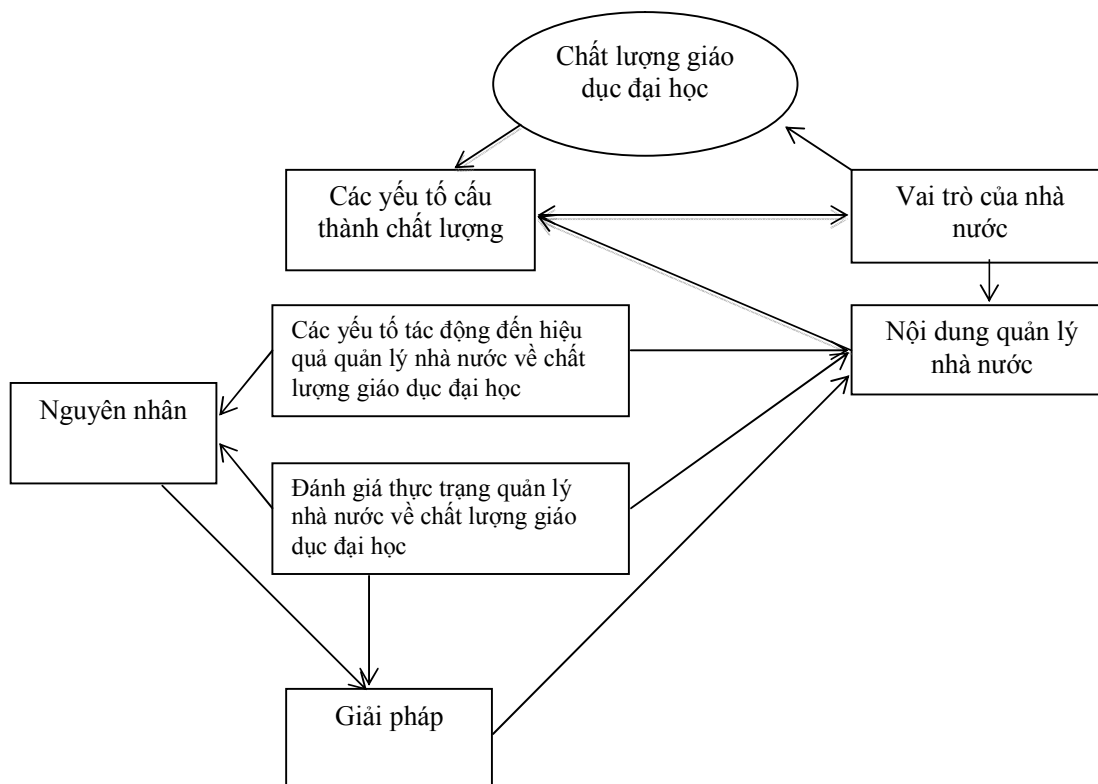 Chất lượng giáo
dục đại học
Các yếu tố cấu
thành chất lượng
Vai trò của nhà
nước
Các yếu tố tác động đến hiệu
quả quản lý nhà nước về chất
lượng giáo dục đại học
Nội dung quản lý
nhà nước
Nguyên nhân
Đánh giá thực trạng quản lý
nhà nước về chất lượng giáo
dục đại học
Giải pháp